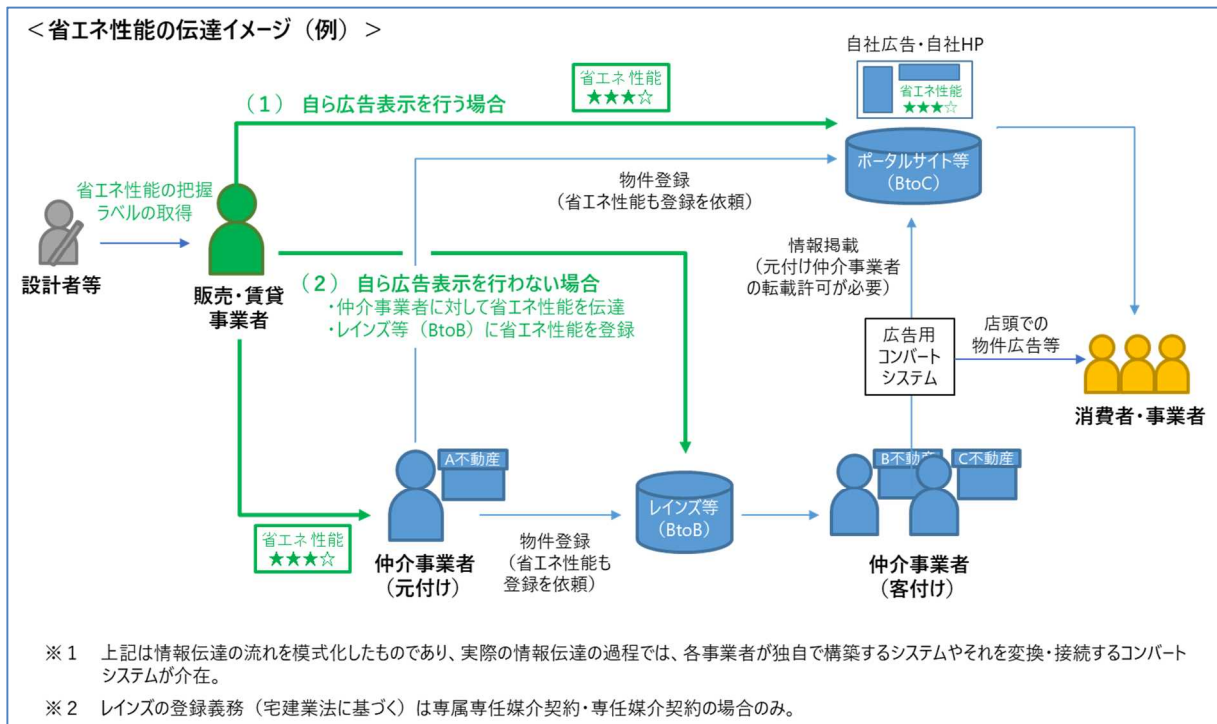 ＜省エネ性能の伝達イメージ（例）＞
自社広告・自社HP
省エネ性能
★★★☆
省エネ性能
★★★☆
（１） 自ら広告表示を行う場合
ポータルサイト等
（BtoC）
物件登録
（省エネ性能も登録を依頼）
省エネ性能の把握
ラベルの取得
設計者等
販売・賃貸
事業者
（２） 自ら広告表示を行わない場合
・仲介事業者に対して省エネ性能を伝達
・レインズ等（BtoB）に省エネ性能を登録
情報掲載
（元付け仲介事業者
の転載許可が必要）
広告用
コンバート
システム
店頭での
物件広告等
消費者・事業者
A不動産
B不動産
C不動産
レインズ等
（BtoB）
省エネ性能
★★★☆
仲介事業者
（元付け）
物件登録
（省エネ性能も
登録を依頼）
仲介事業者
（客付け）
※１ 上記は情報伝達の流れを模式化したものであり、実際の情報伝達の過程では、各事業者が独自で構築するシステムやそれを変換・接続するコンバート
システムが介在。
※２ レインズの登録義務（宅建業法に基づく）は専属専任媒介契約・専任媒介契約の場合のみ。